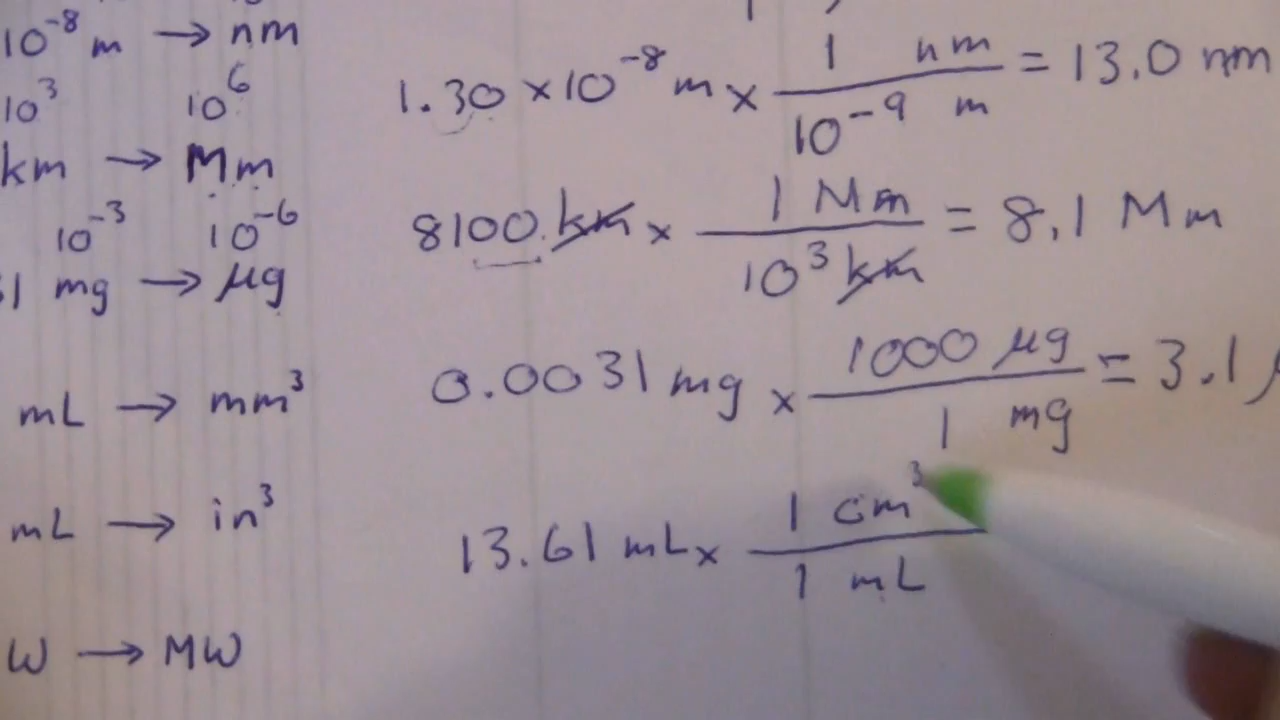 10⁻⁸ m → nm
1.30 × 10⁻⁸ m × 1 nm / 10⁻⁹ m = 13.0 nm
10³ 10⁶
km → Mm
8100. km × 1 Mm / 10³ km = 8.1 Mm
10⁻³ 10⁻⁶
1 mg → μg
0.0031 mg × 1000 μg / 1 mg = 3.1
mL → mm³
13.61 mL × 1 cm³ / 1 mL
mL → in³
W → MW